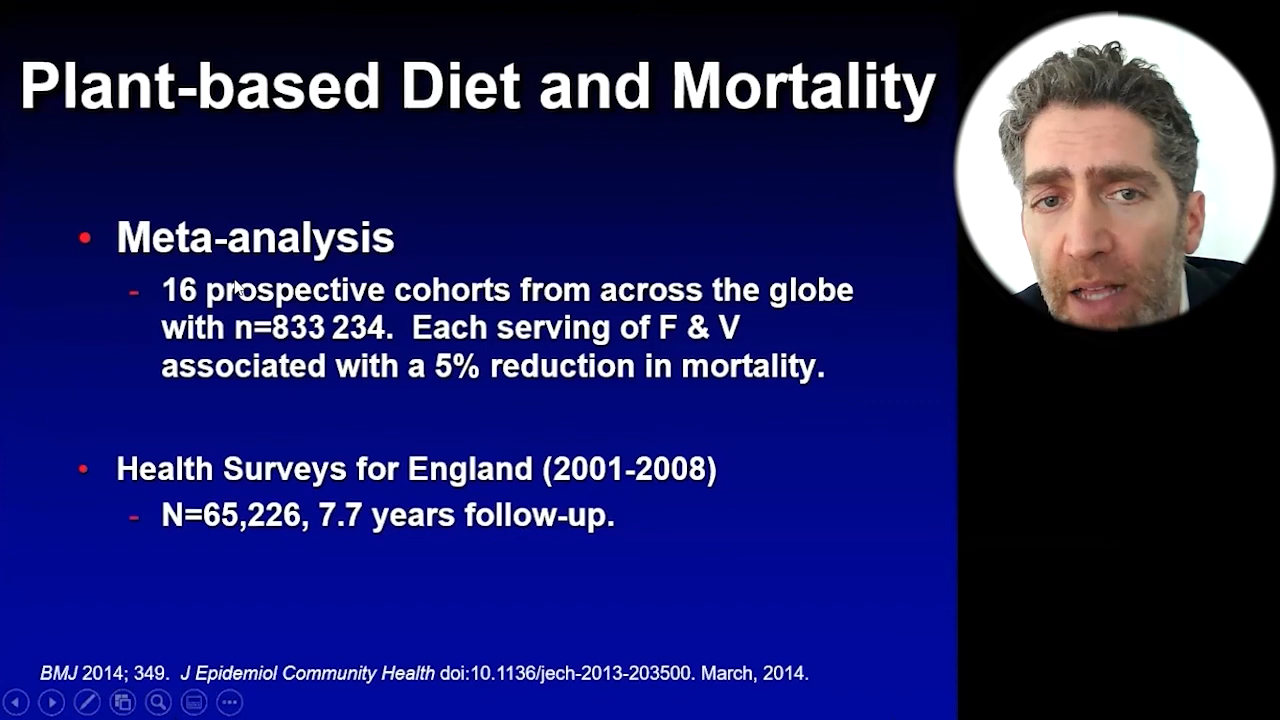 Plant-based Diet and Mortality
• Meta-analysis
- 16 prospective cohorts from across the globe
with n=833 234. Each serving of F & V
associated with a 5% reduction in mortality.
• Health Surveys for England (2001-2008)
- N=65,226, 7.7 years follow-up.
BMJ 2014; 349. J Epidemiol Community Health doi:10.1136/jech-2013-203500. March, 2014.